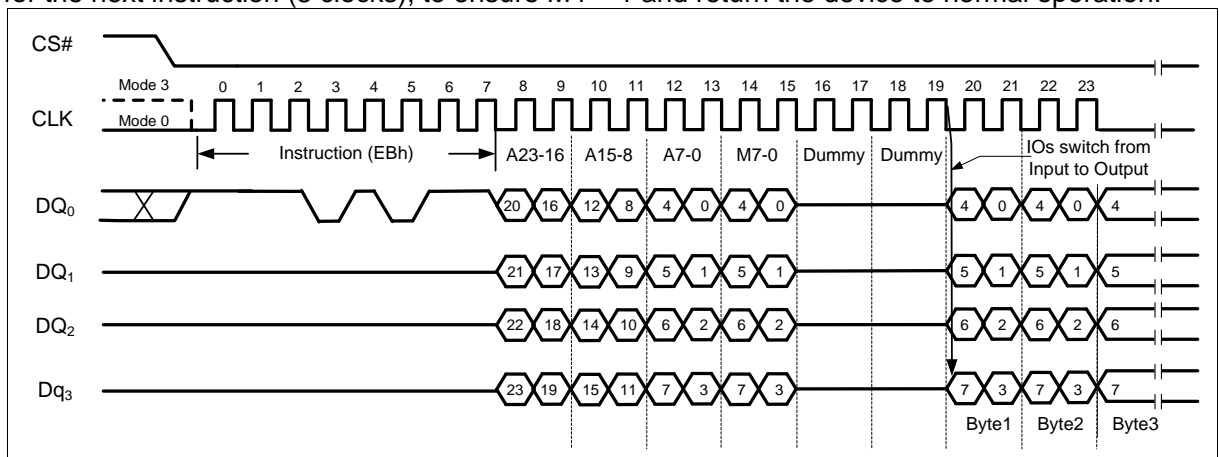 for the next instruction (8 clocks), to ensure M4 = 1 and return the device to normal operation.
CS#
Mode 3 0 1 2 3 4 5 6 7 8 9 10 11 12 13 14 15 16 17 18 19 20 21 22 23
CLK Mode 0
Instruction (EBh) A23-16 A15-8 A7-0 M7-0 Dummy Dummy IOs switch from
Input to Output
DQ0 20 16 12 8 4 0 4 0 4 0 4 0 4
DQ1 21 17 13 9 5 1 5 1 5 1 5 1 5
DQ2 22 18 14 10 6 2 6 2 6 2 6 2 6
Dq3 23 19 15 11 7 3 7 3 7 3 7 3 7
Byte1 Byte2 Byte3